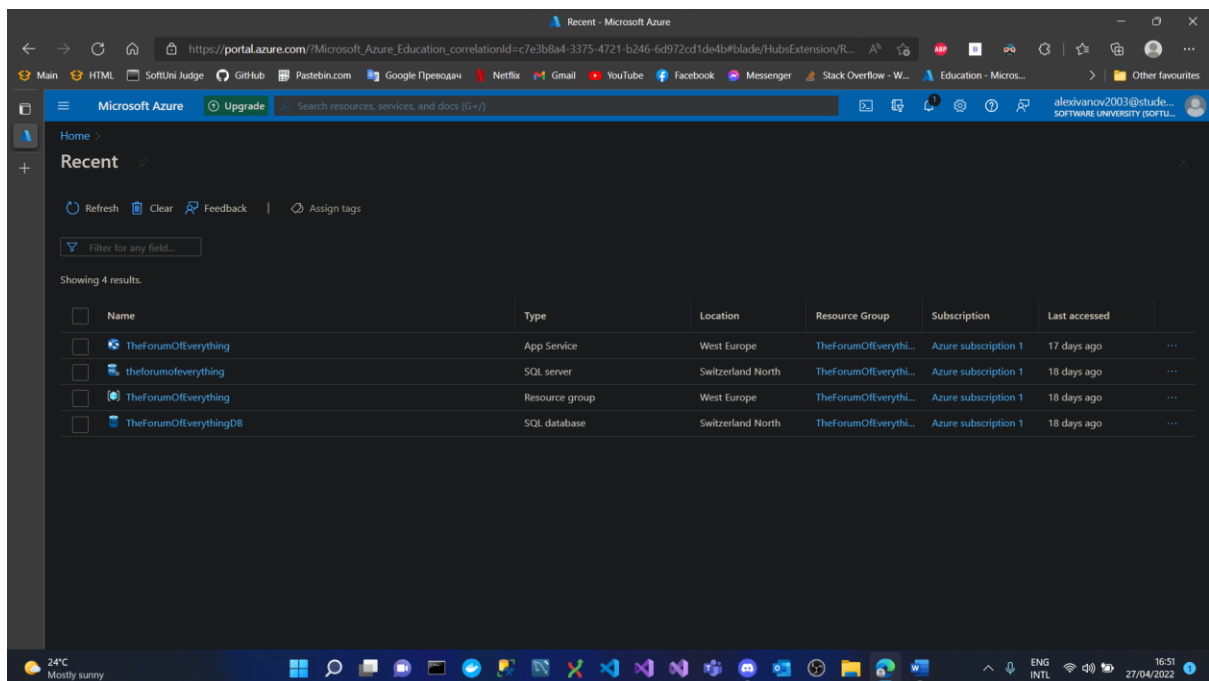 Recent - Microsoft Azure
https://portal.azure.com/?Microsoft_Azure_Education_correlationId=c7e3b8a4-3375-4721-b246-6d972cd1de4b#blade/HubsExtension/R...
Main HTML SoftUni Judge GitHub Pastebin.com Google Преводач Netflix Gmail YouTube Facebook Messenger Stack Overflow - W... Education - Micros... Other favourites
Microsoft Azure Upgrade Search resources, services, and docs (G+/) 1 alexivanov2003@stude...
SOFTWARE UNIVERSITY (SOFTU...
Home >
Recent
Refresh Clear Feedback | Assign tags
Filter for any field...
Showing 4 results.
Name Type Location Resource Group Subscription Last accessed
TheForumOfEverything App Service West Europe TheForumOfEverythi... Azure subscription 1 17 days ago ...
theforumofeverything SQL server Switzerland North TheForumOfEverythi... Azure subscription 1 18 days ago ...
TheForumOfEverything Resource group West Europe TheForumOfEverythi... Azure subscription 1 18 days ago ...
TheForumOfEverythingDB SQL database Switzerland North TheForumOfEverythi... Azure subscription 1 18 days ago ...
24°C ENG 16:51
Mostly sunny INTL 27/04/2022 1